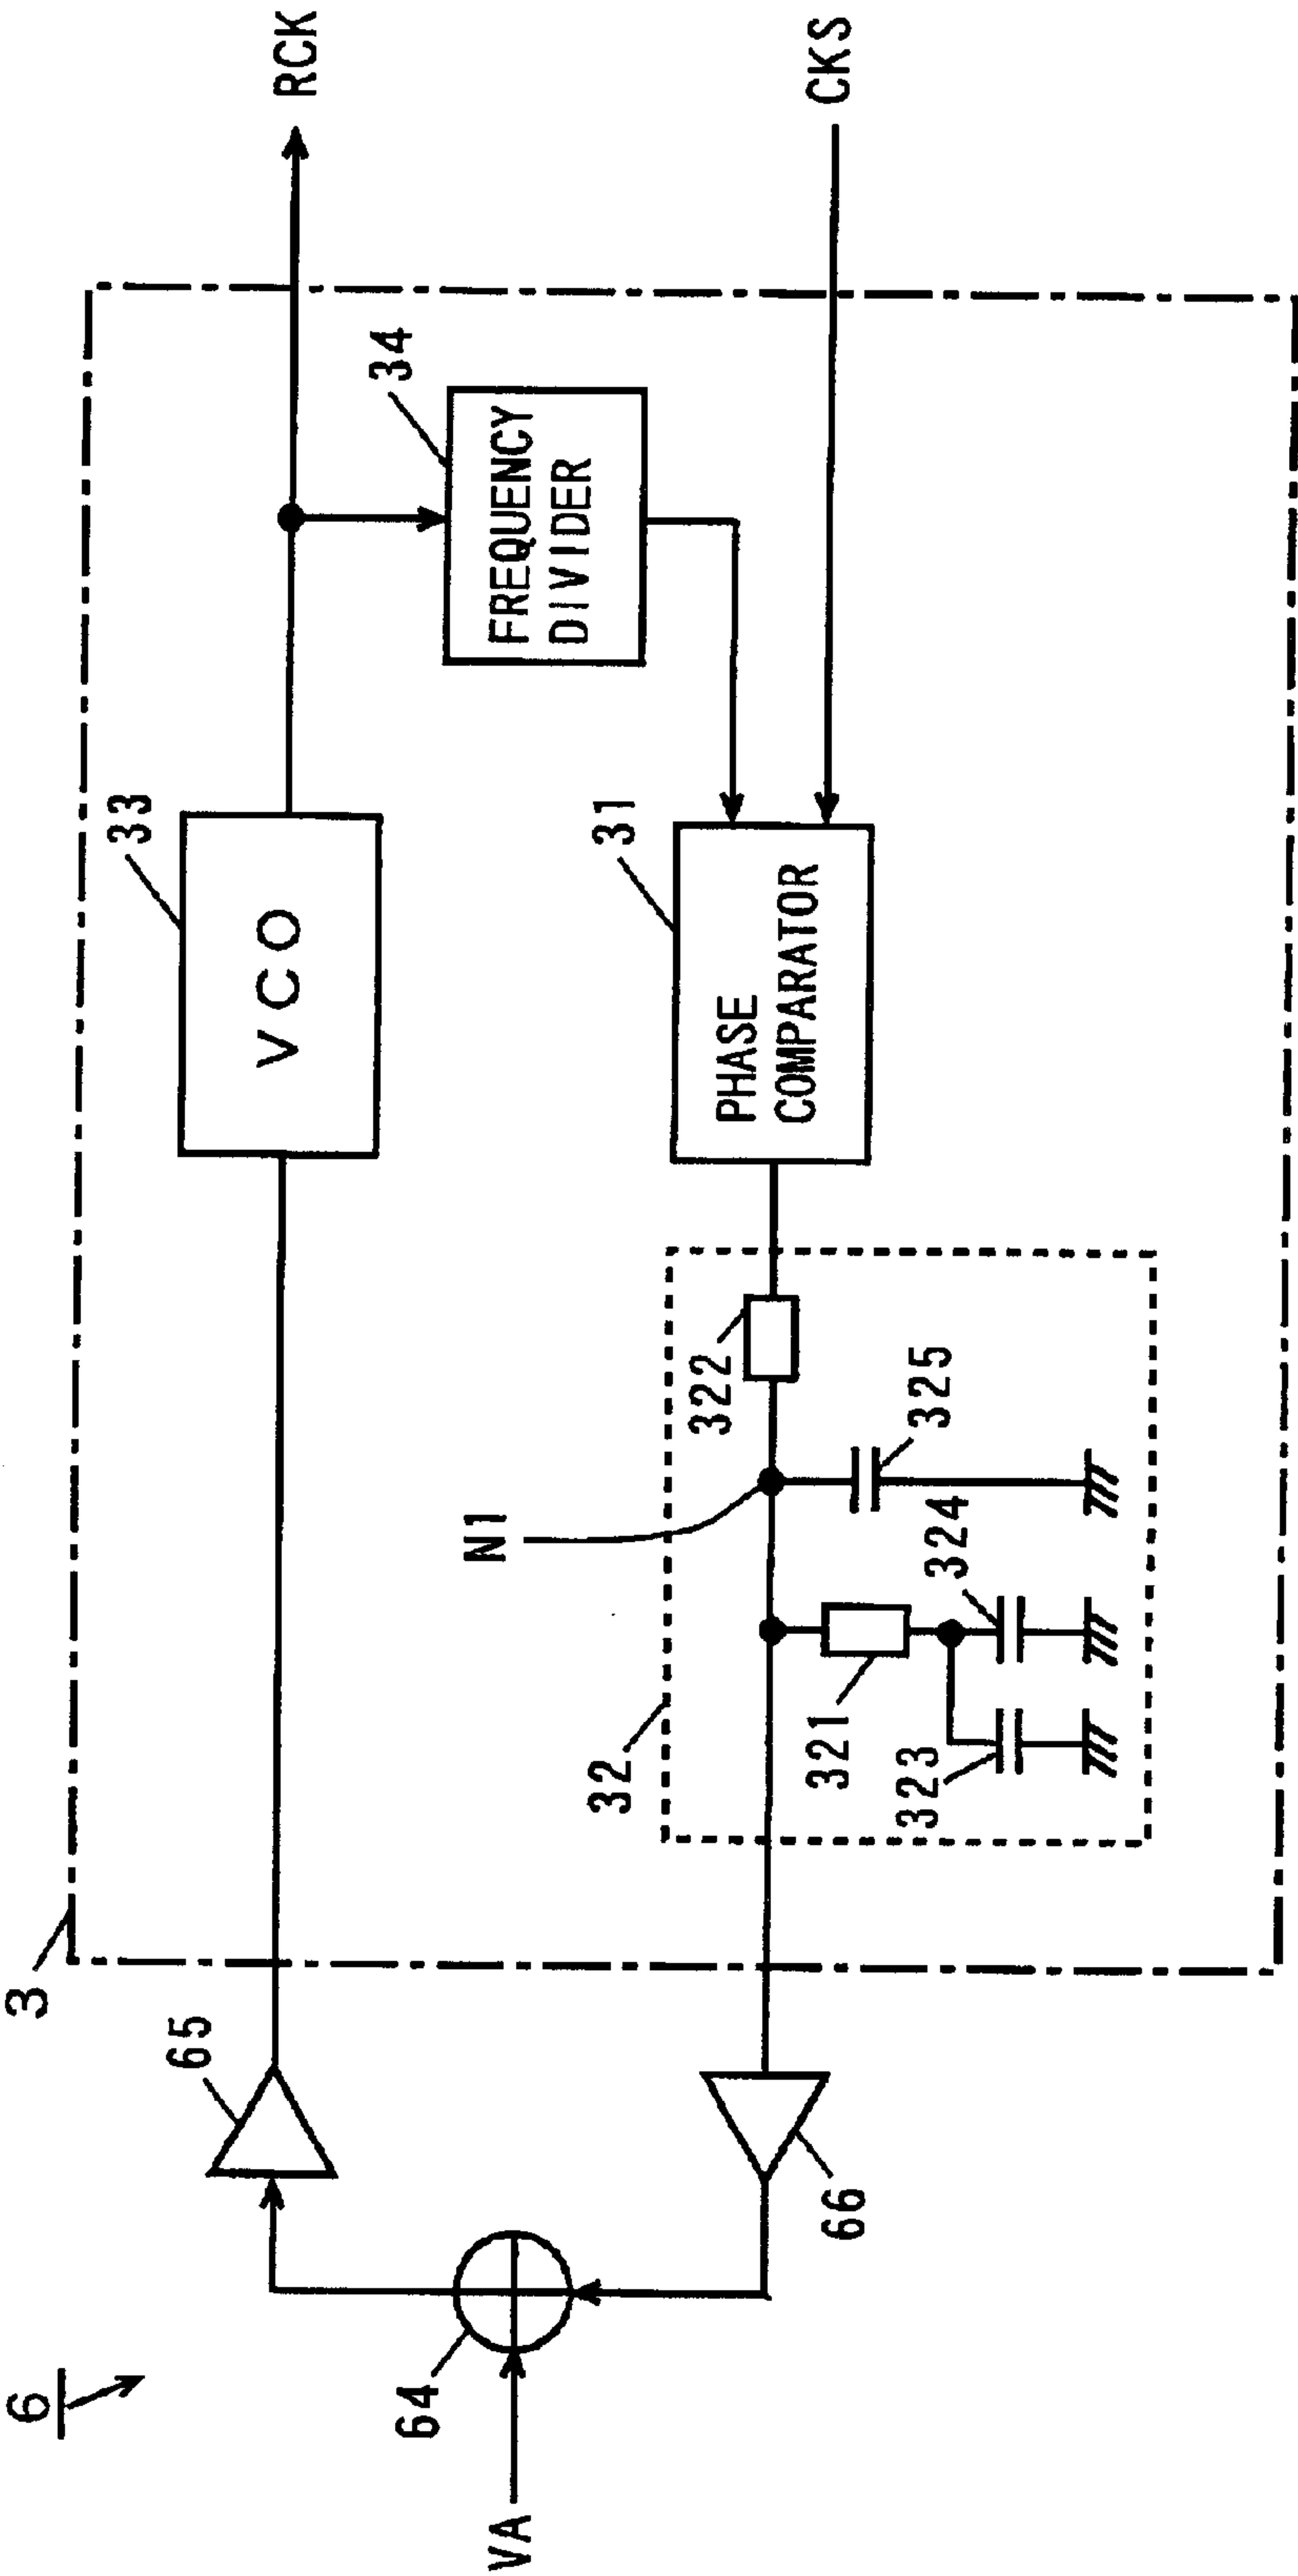 6
3
65
33
VCO
RCK
34
FREQUENCY
DIVIDER
VA
64
66
N1
32
322
31
PHASE
COMPARATOR
CKS
321
323
324
325